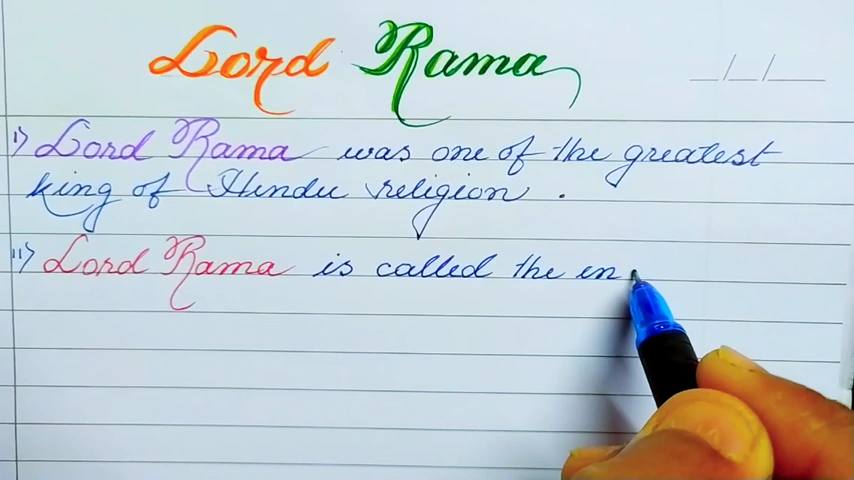 Lord Rama
_/_/_
i) Lord Rama was one of the greatest
king of Hindu religion .
ii) Lord Rama is called the en